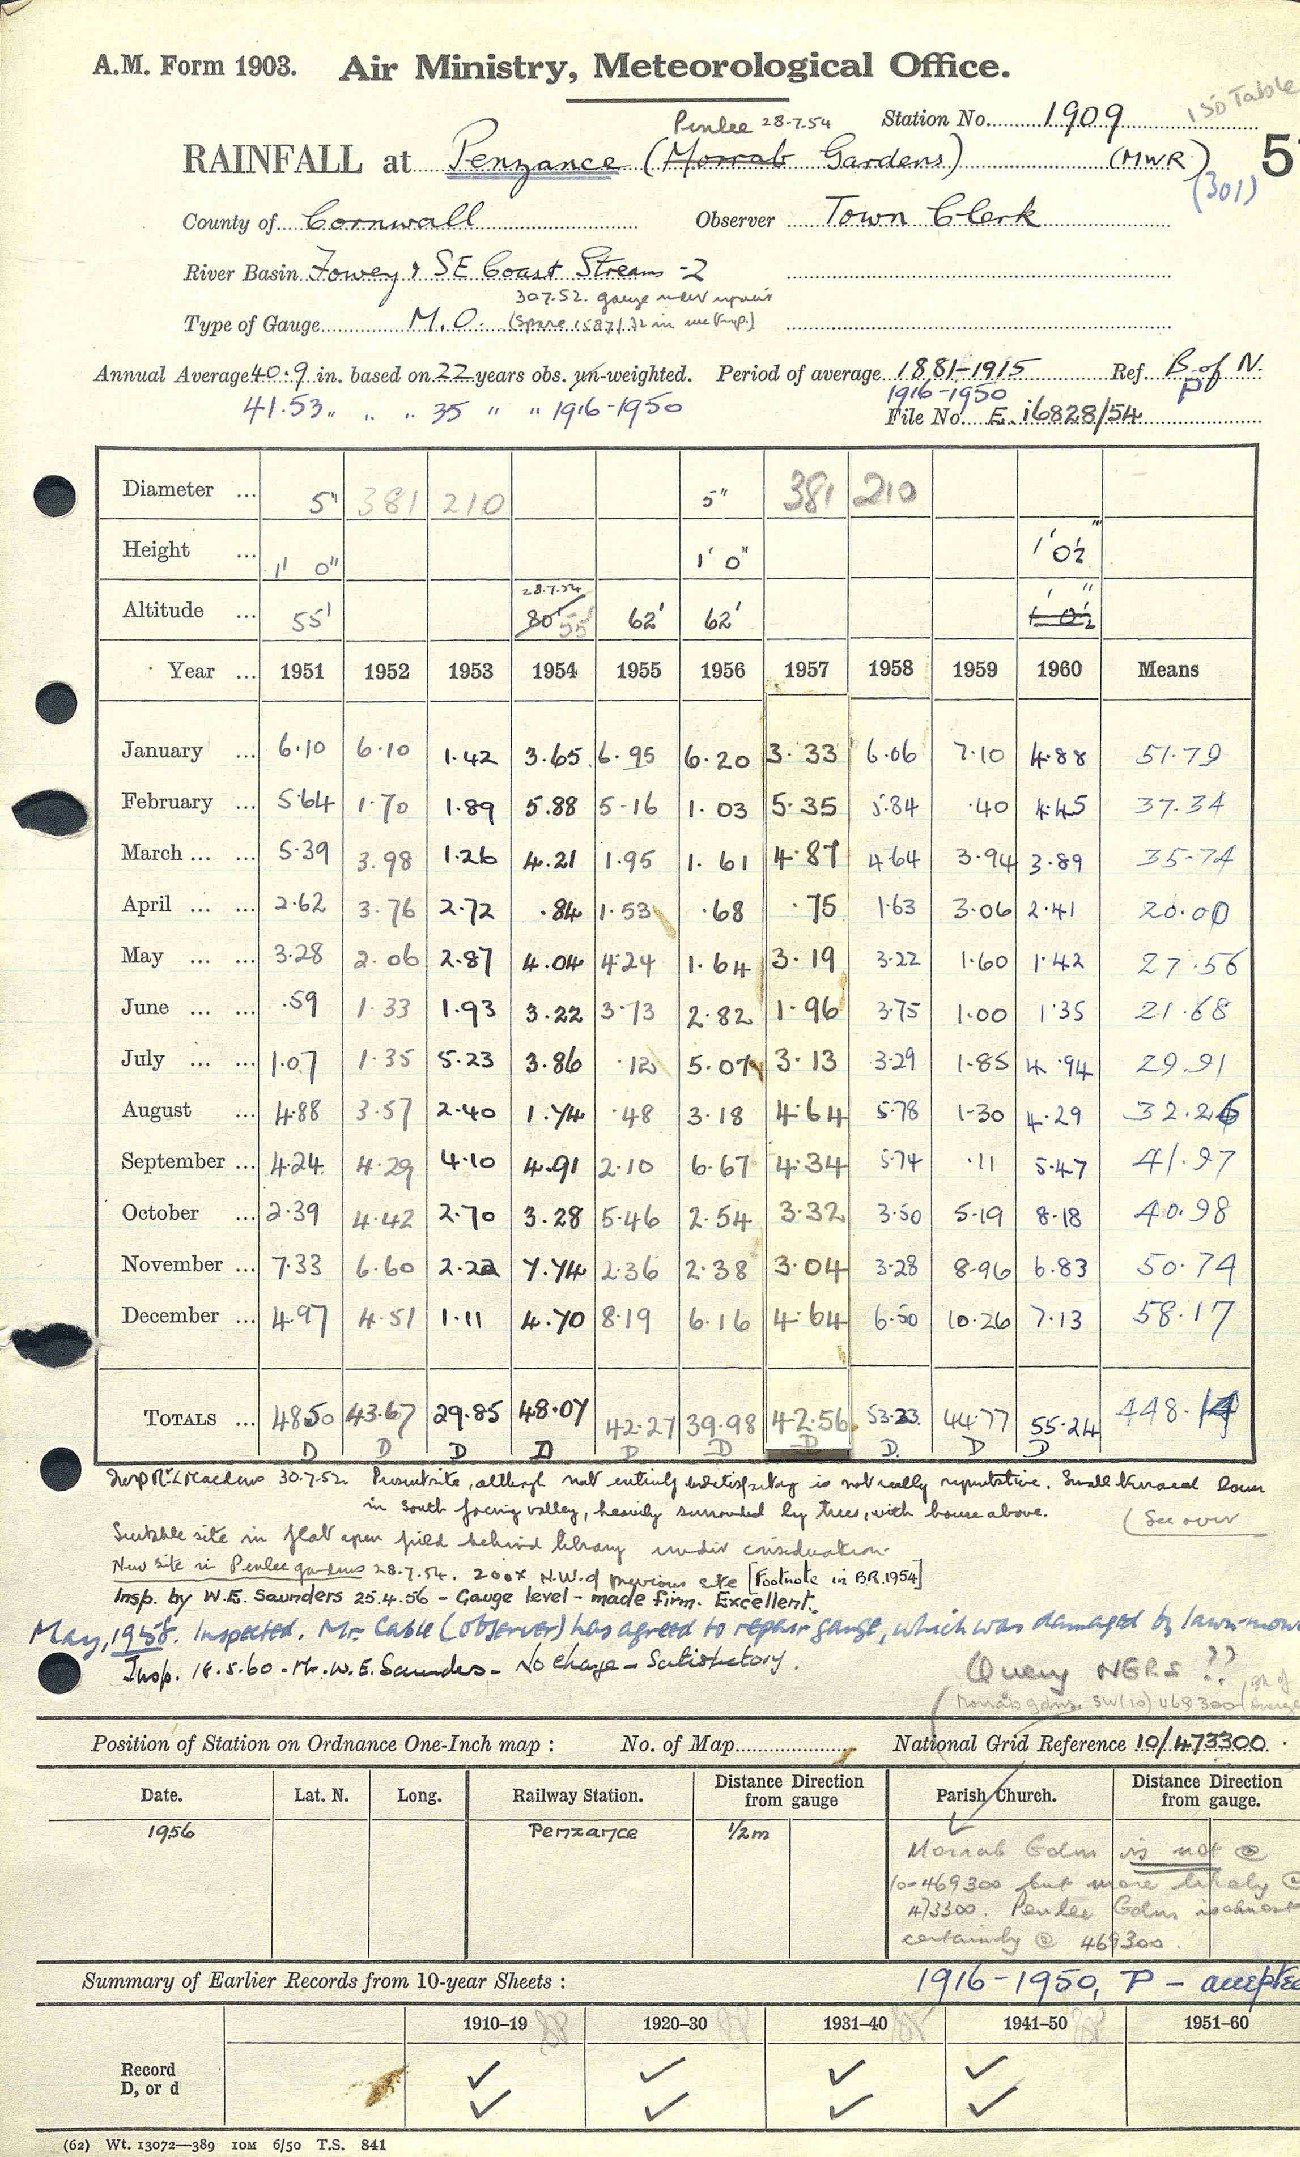 A.M. Form 1903. Air Ministry, Meteorological Office.
150 Table
Penlee 28.7.54 Station No. 1909
RAINFALL at Penzance (Morrab Gardens) (MWR) 5
(301)
County of Cornwall Observer Town Clerk
River Basin Fowey & SE Coast Streams -2
30.7.52. gauge near
Type of Gauge M.O. (Spare 1587/32 in
Annual Average 40.9 in. based on 22 years obs. un-weighted. Period of average 1881-1915 Ref. B of N.
41.53 " . . " 35 " " " 1916-1950 1916-1950 P
File No. E. 16828/54
Diameter ... 5" 381 210 5" 381 210
Height ... 1' 0" 1' 0" 1' 0½"
28.7.54
Altitude ... 55' 80' 55' 62' 62' 1' 0½"
Year ... 1951 1952 1953 1954 1955 1956 1957 1958 1959 1960 Means
January ... 6.10 6.10 1.42 3.65 6.95 6.20 3.33 6.06 7.10 4.88 51.79
February ... 5.64 1.70 1.89 5.88 5.16 1.03 5.35 5.84 .40 4.45 37.34
March ... ... 5.39 3.98 1.26 4.21 1.95 1.61 4.87 4.64 3.94 3.89 35.74
April ... ... 2.62 3.76 2.72 .84 1.53 .68 .75 1.63 3.06 2.41 20.00
May ... ... 3.28 2.06 2.87 4.04 4.24 1.64 3.19 3.22 1.60 1.42 27.56
June ... ... .59 1.33 1.93 3.22 3.73 2.82 1.96 3.75 1.00 1.35 21.68
July ... ... 1.07 1.35 5.23 3.86 .12 5.07 3.13 3.29 1.85 4.94 29.91
August ... 4.88 3.57 2.40 1.74 .48 3.18 4.64 5.78 1.30 4.29 32.26
September ... 4.24 4.29 4.10 4.91 2.10 6.67 4.34 5.74 .11 5.47 41.97
October ... 2.39 4.42 2.70 3.28 5.46 2.54 3.32 3.50 5.19 8.18 40.98
November ... 7.33 6.60 2.22 7.74 2.36 2.38 3.04 3.28 8.96 6.83 50.74
December ... 4.97 4.51 1.11 4.70 8.19 6.16 4.64 6.50 10.26 7.13 58.17
TOTALS ... 48.50 43.67 29.85 48.07 42.27 39.98 42.56 53.23 44.77 55.24 448.14
D D D D D D D D D D
30.7.52. Present site, although not entirely is not really representative. Small terraced lawn
in south facing valley, heavily surrounded by trees, with house above.
(See over
Suitable site in flat open field behind library under consideration
New site in Penlee gardens 28.7.54. 200x N.W. of previous site [Footnote in B.R. 1954]
Insp. by W.E. Saunders 25.4.56 - Gauge level - made firm. Excellent.
May, 1958. Inspected. Mr. Cable (observer) has agreed to repair gauge, which was damaged by lawn-mow
Insp. 18.5.60 - Mr. W.E. Saunders - No change - Satisfactory.
Query NGRs ??
(Morrab gdns. SW(10)469300
Position of Station on Ordnance One-Inch map : No. of Map National Grid Reference 10/473300
Date. Lat. N. Long. Railway Station. Distance Direction from gauge Parish Church. Distance Direction from gauge.
1956 Penzance ½m
Morrab Gdns is not @
10-469300 but more likely @
473300. Penlee Gdns is almost
certainly @ 469300
Summary of Earlier Records from 10-year Sheets : 1916-1950, P - accepted
1910–19 1920–30 1931–40 1941–50 1951–60
Record ✓ ✓ ✓ ✓
D, or d ✓ ✓ ✓ ✓
(62) Wt. 13072—389 10M 6/50 T.S. 841